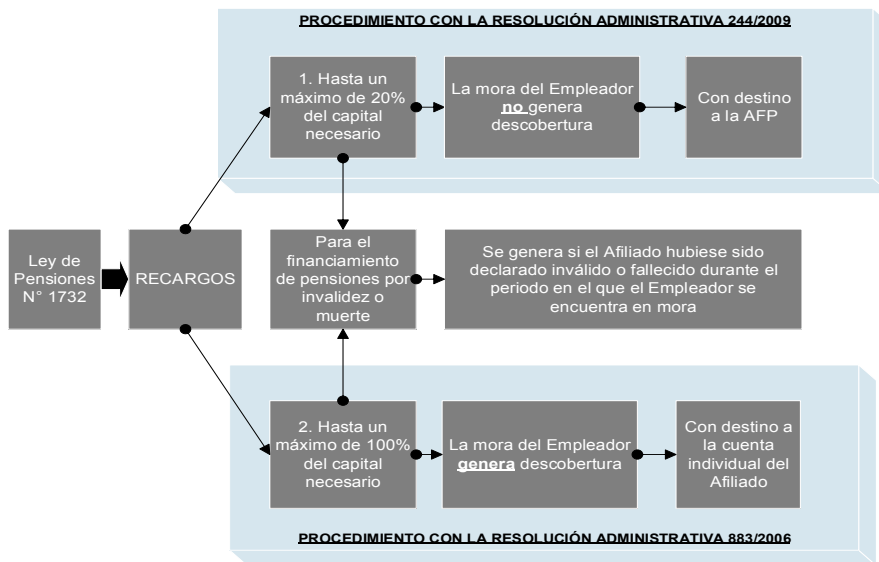 PROCEDIMIENTO CON LA RESOLUCIÓN ADMINISTRATIVA 244/2009
1. Hasta un
máximo de 20%
del capital
necesario
La mora del Empleador
no genera
descobertura
Con destino
a la AFP
Ley de
Pensiones
N° 1732
RECARGOS
Para el
financiamiento
de pensiones por
invalidez o
muerte
Se genera si el Afiliado hubiese sido
declarado inválido o fallecido durante el
periodo en el que el Empleador se
encuentra en mora
2. Hasta un
máximo de 100%
del capital
necesario
La mora del Empleador
genera descobertura
Con destino a
la cuenta
individual del
Afiliado
PROCEDIMIENTO CON LA RESOLUCIÓN ADMINISTRATIVA 883/2006